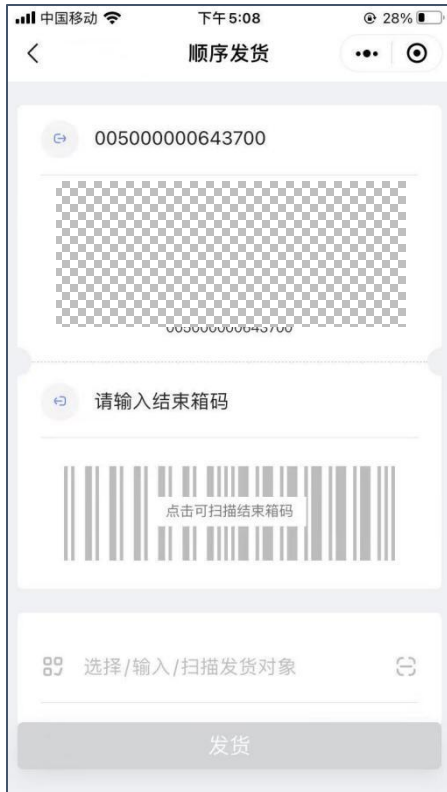 中国移动 下午5:08 28%
顺序发货
005000000643700
005000000643700
请输入结束箱码
点击可扫描结束箱码
选择/输入/扫描发货对象
发货